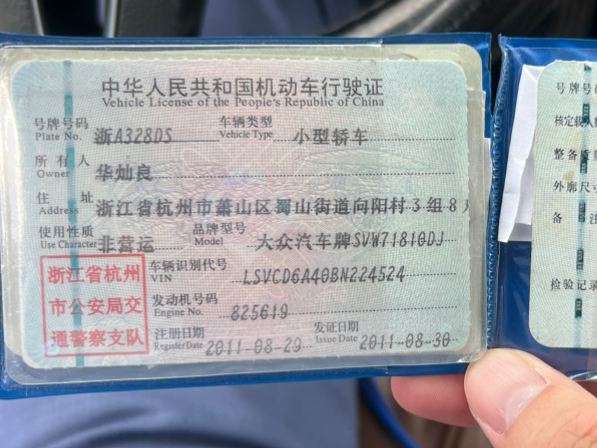 中华人民共和国机动车行驶证
Vehicle License of the People's Republic of China
号牌号码 浙A328DS 车辆类型 小型轿车
Plate No. Vehicle Type
所有人 华灿良
Owner
住址 浙江省杭州市萧山区蜀山街道向阳村3组8
Address
使用性质 非营运 品牌型号 大众汽车牌SVW71810DJ
Use Character Model
浙江省杭州
市公安局交
通警察支队
车辆识别代号 LSVCD6A40BN224524
VIN
发动机号码 825619
Engine No.
注册日期 2011-08-29 发证日期 2011-08-30
Register Date Issue Date
号牌号
核定载人
整备质
外廓尺寸
备注
检验记录